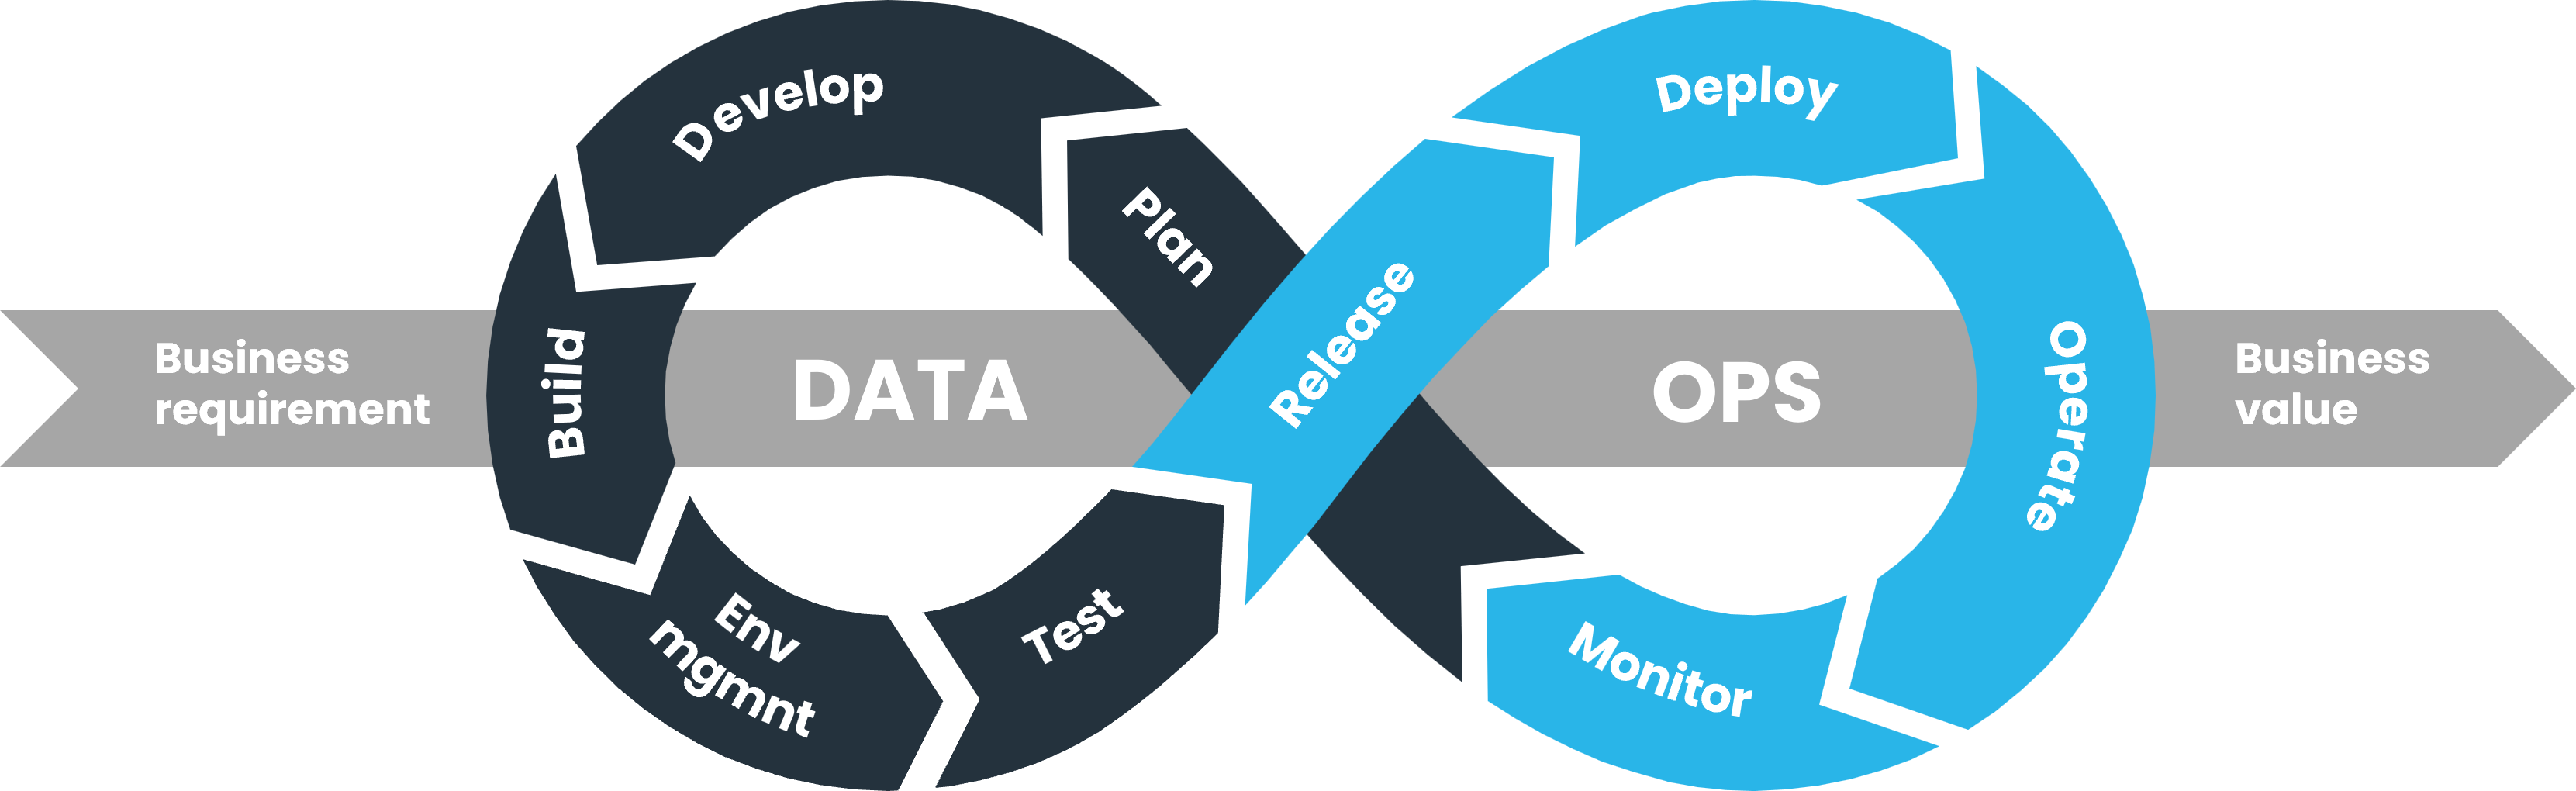 Business
requirement
DATA
Plan
Develop
Build
Env
mgmnt
Test
Release
Deploy
Operate
Monitor
OPS
Business
value